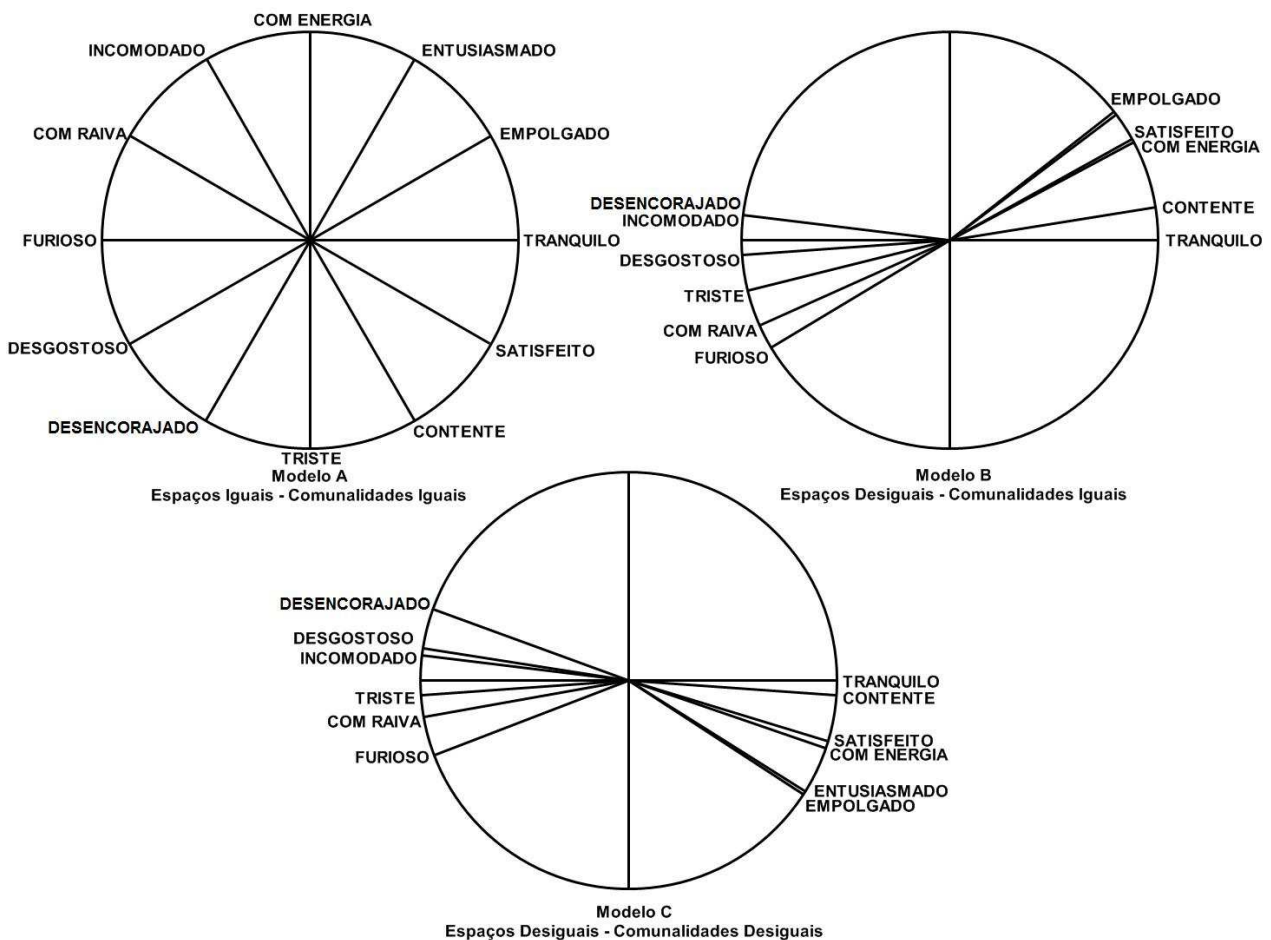 COM ENERGIA
INCOMODADO
ENTUSIASMADO
COM RAIVA
EMPOLGADO
FURIOSO
TRANQUILO
DESGOSTOSO
SATISFEITO
DESENCORAJADO
CONTENTE
TRISTE
Modelo A
Espaços Iguais - Comunalidades Iguais
EMPOLGADO
SATISFEITO
COM ENERGIA
DESENCORAJADO
INCOMODADO
CONTENTE
TRANQUILO
DESGOSTOSO
TRISTE
COM RAIVA
FURIOSO
Modelo B
Espaços Desiguais - Comunalidades Iguais
DESENCORAJADO
DESGOSTOSO
INCOMODADO
TRISTE
COM RAIVA
FURIOSO
TRANQUILO
CONTENTE
SATISFEITO
COM ENERGIA
ENTUSIASMADO
EMPOLGADO
Modelo C
Espaços Desiguais - Comunalidades Desiguais